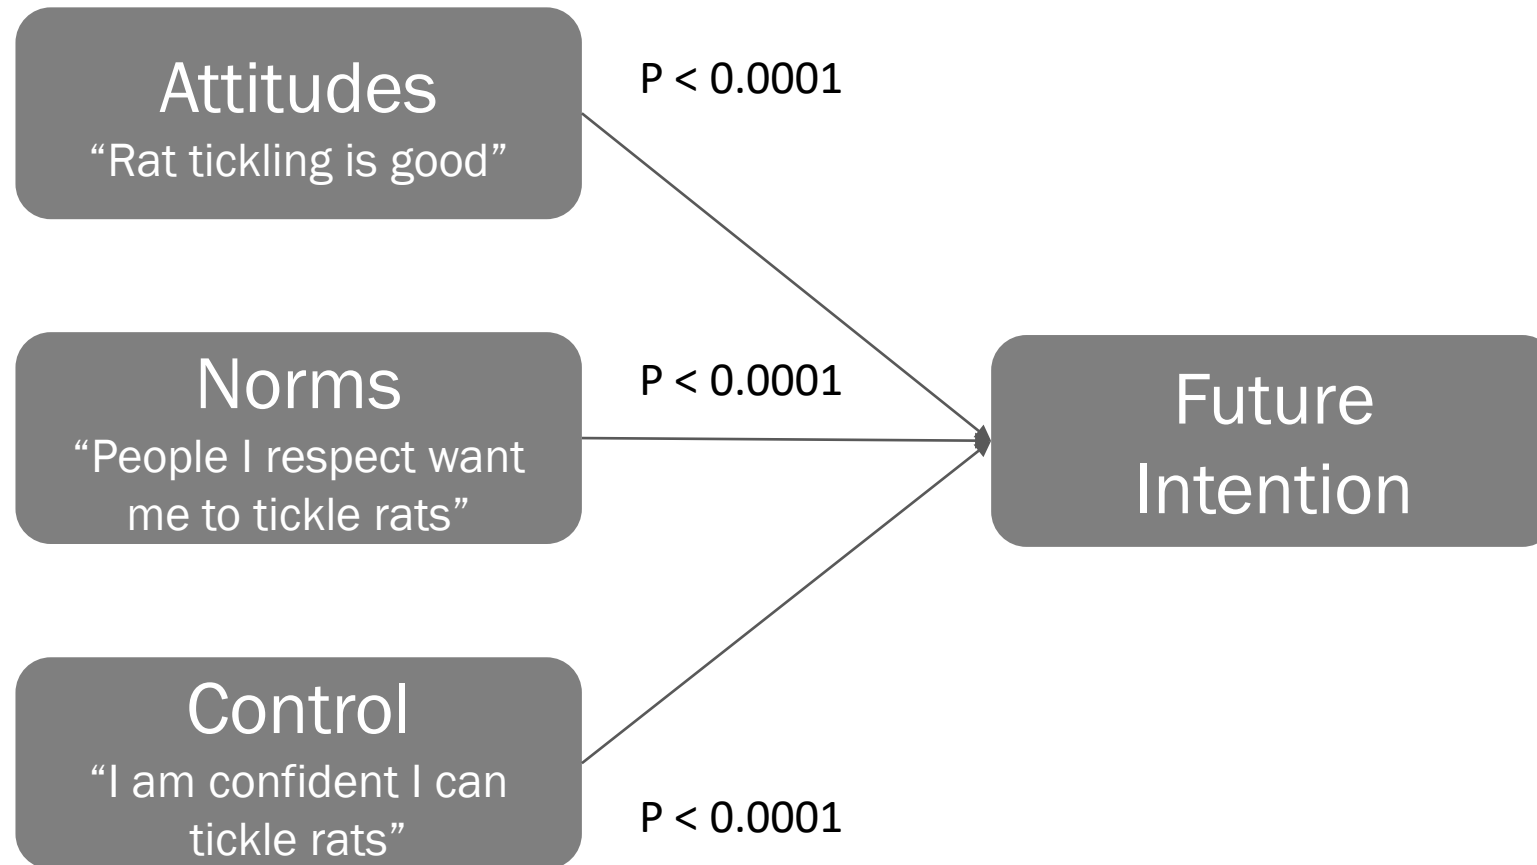 Attitudes
“Rat tickling is good”
P < 0.0001
Norms
“People I respect want
me to tickle rats”
P < 0.0001
Future
Intention
Control
“I am confident I can
tickle rats”
P < 0.0001